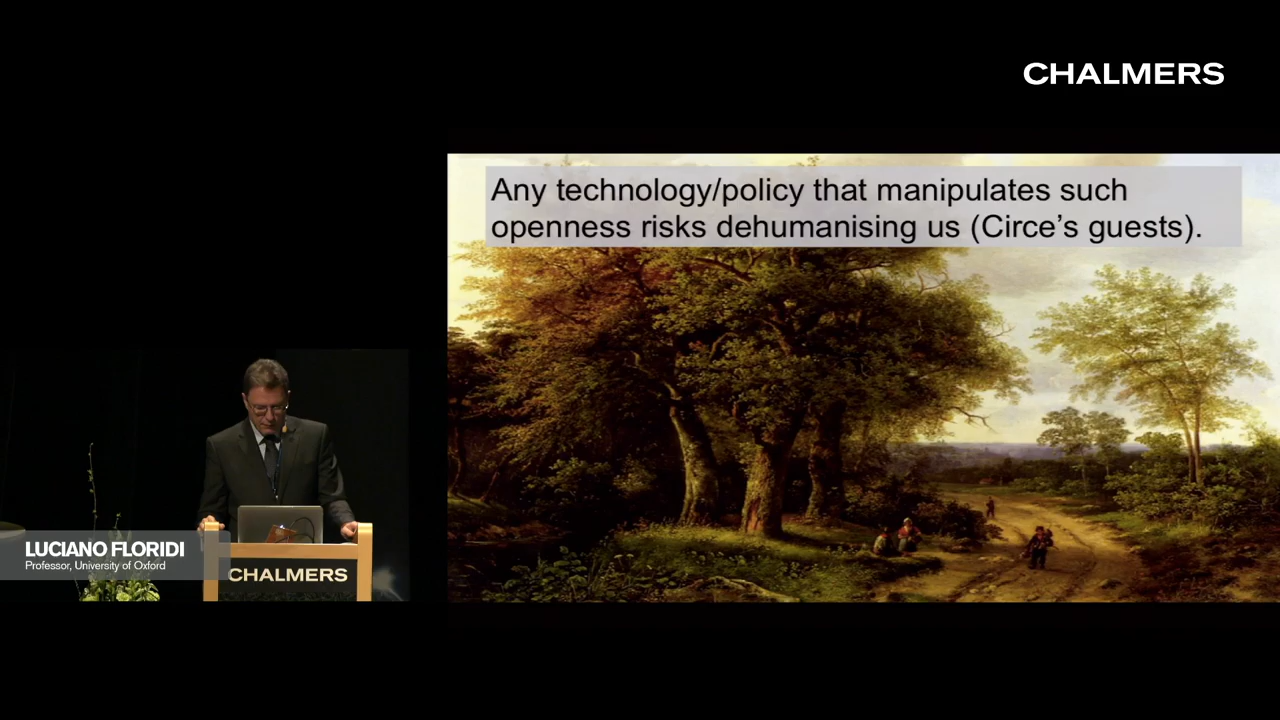 CHALMERS
Any technology/policy that manipulates such
openness risks dehumanising us (Circe’s guests).
LUCIANO FLORIDI
Professor, University of Oxford
CHALMERS